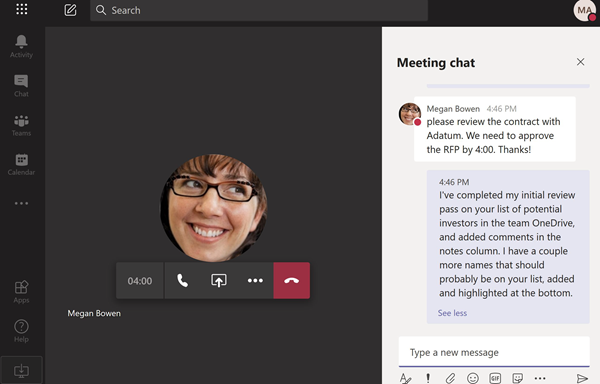 Search
MA
Activity
Chat
Teams
Calendar
Apps
Help
04:00
Megan Bowen
Meeting chat
Megan Bowen 4:46 PM
please review the contract with
Adatum. We need to approve
the RFP by 4:00. Thanks!
4:46 PM
I've completed my initial review
pass on your list of potential
investors in the team OneDrive,
and added comments in the
notes column. I have a couple
more names that should
probably be on your list, added
and highlighted at the bottom.
See less
Type a new message
GIF